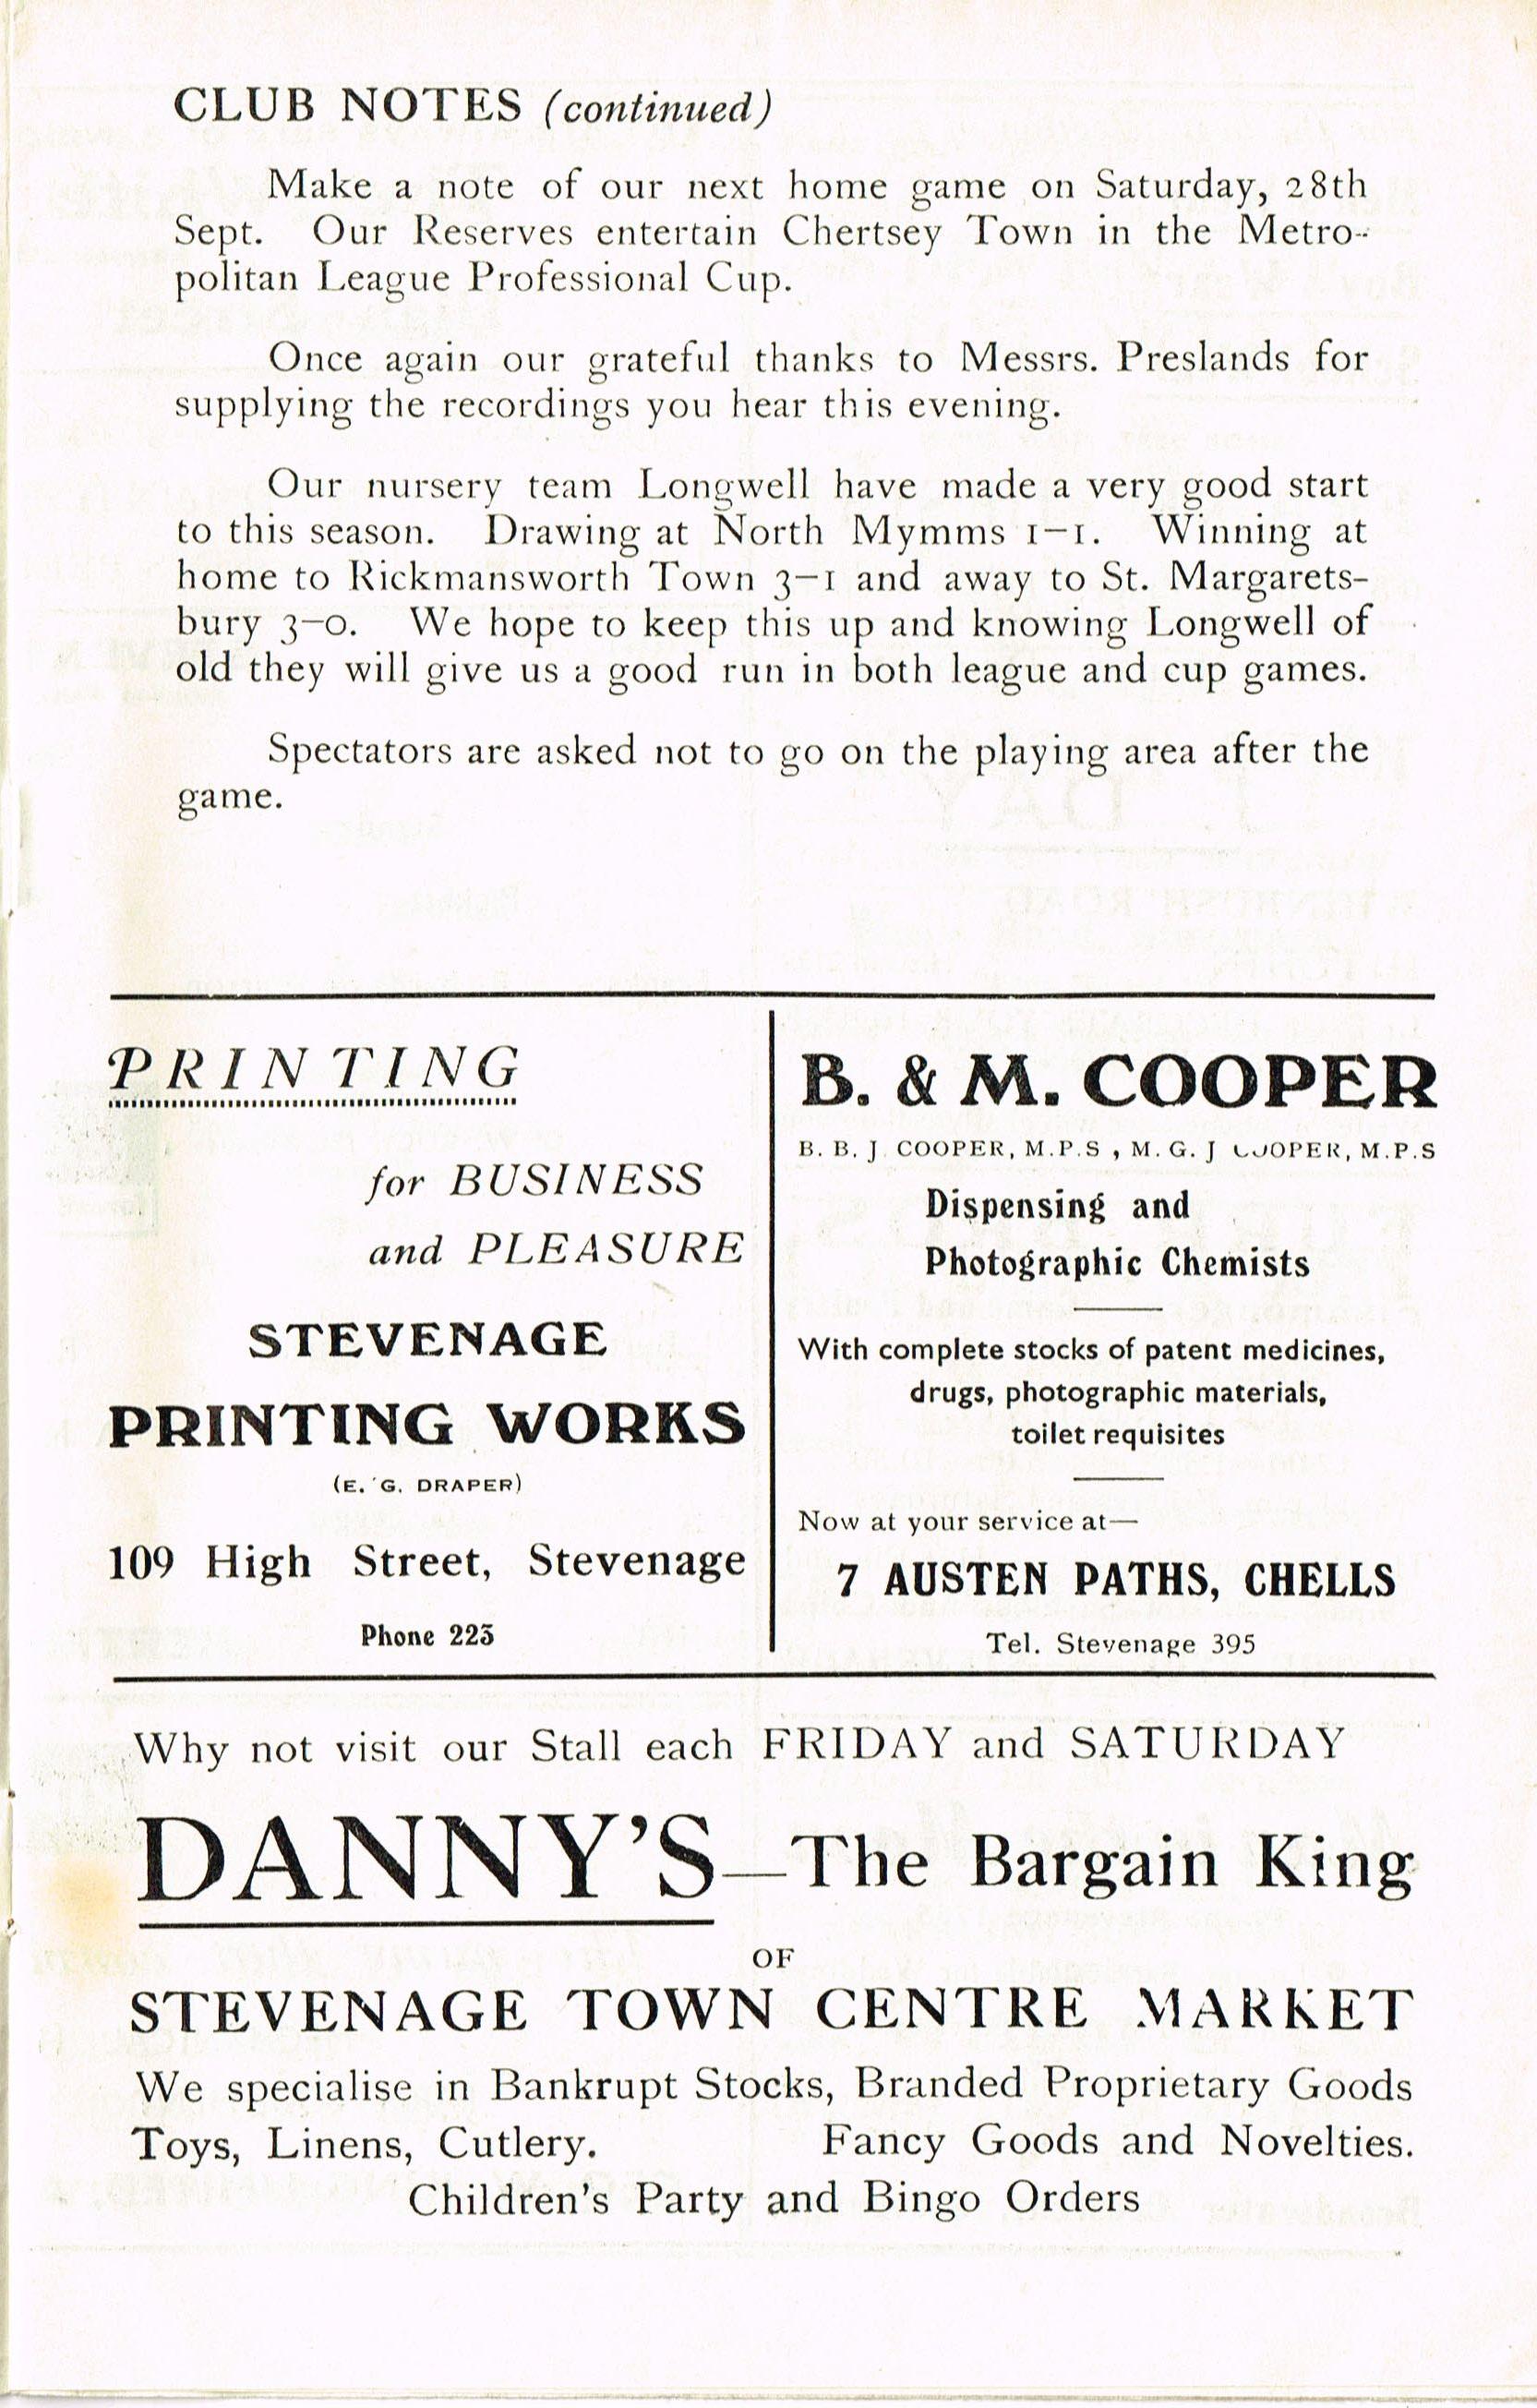 CLUB NOTES (continued)
Make a note of our next home game on Saturday, 28th
Sept. Our Reserves entertain Chertsey Town in the Metro-
politan League Professional Cup.
Once again our grateful thanks to Messrs. Preslands for
supplying the recordings you hear this evening.
Our nursery team Longwell have made a very good start
to this season. Drawing at North Mymms 1–1. Winning at
home to Rickmansworth Town 3–1 and away to St. Margarets-
bury 3–0. We hope to keep this up and knowing Longwell of
old they will give us a good run in both league and cup games.
Spectators are asked not to go on the playing area after the
game.
PRINTING
for BUSINESS
and PLEASURE
STEVENAGE
PRINTING WORKS
(E. G. DRAPER)
109 High Street, Stevenage
Phone 223
B. & M. COOPER
B. B. J. COOPER, M.P.S , M. G. J COOPER, M.P.S
Dispensing and
Photographic Chemists
With complete stocks of patent medicines,
drugs, photographic materials,
toilet requisites
Now at your service at—
7 AUSTEN PATHS, CHELLS
Tel. Stevenage 395
Why not visit our Stall each FRIDAY and SATURDAY
DANNY'S—The Bargain King
OF
STEVENAGE TOWN CENTRE MARKET
We specialise in Bankrupt Stocks, Branded Proprietary Goods
Toys, Linens, Cutlery. Fancy Goods and Novelties.
Children's Party and Bingo Orders